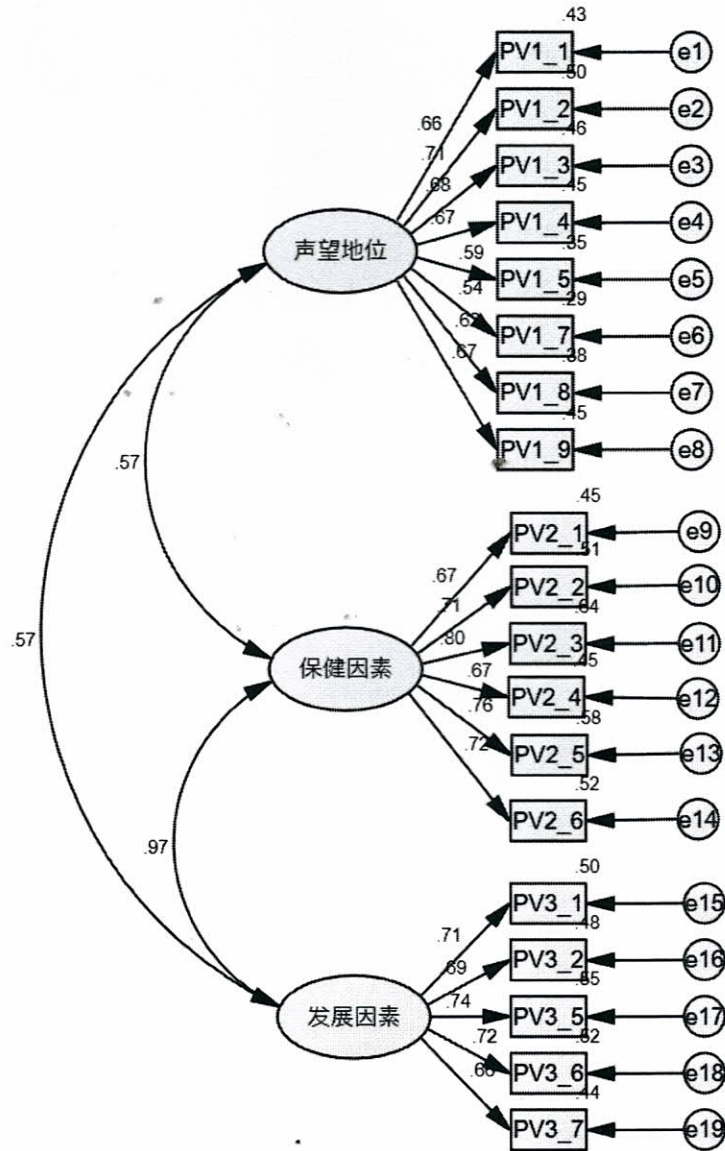 .43
PV1_1 e1
.50
.66 PV1_2 e2
.46
.71 PV1_3 e3
.68 .45
.67 PV1_4 e4
声望地位 .35
.59 PV1_5 e5
.54 .29
PV1_7 e6
.38
.67 PV1_8 e7
.45
PV1_9 e8
.57
.45
PV2_1 e9
.51
.67 PV2_2 e10
.71 .64
.80 PV2_3 e11
.57 保健因素 .45
.67 PV2_4 e12
.76 .58
.72 PV2_5 e13
.52
PV2_6 e14
.97
.50
PV3_1 e15
.48
.71 PV3_2 e16
.69 .55
.74 PV3_5 e17
发展因素 .52
.72 PV3_6 e18
.44
PV3_7 e19